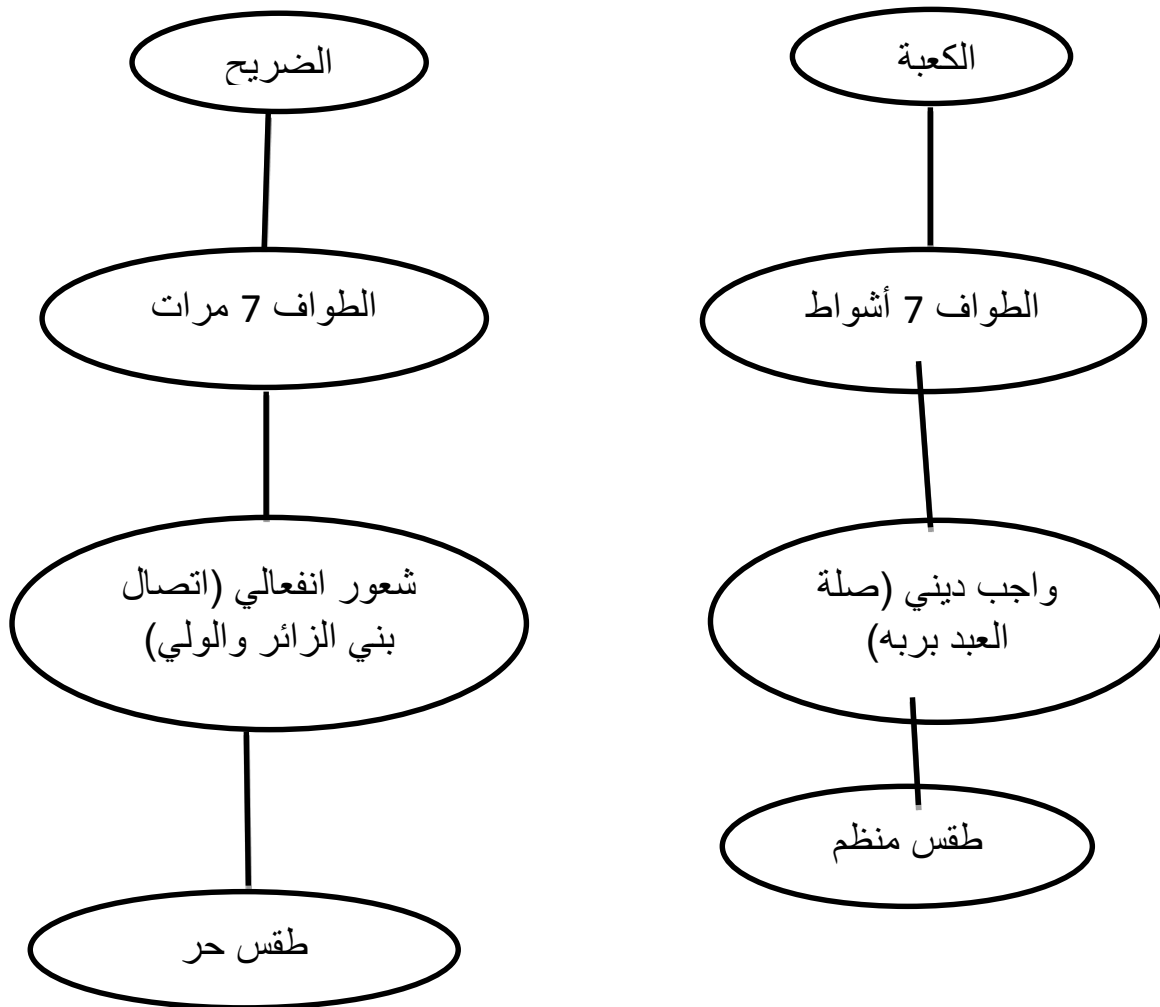 الكعبة
الطواف 7 أشواط
واجب ديني (صلة
العبد بربه)
طقس منظم
الضريح
الطواف 7 مرات
شعور انفعالي (اتصال
بني الزائر والولي)
طقس حر